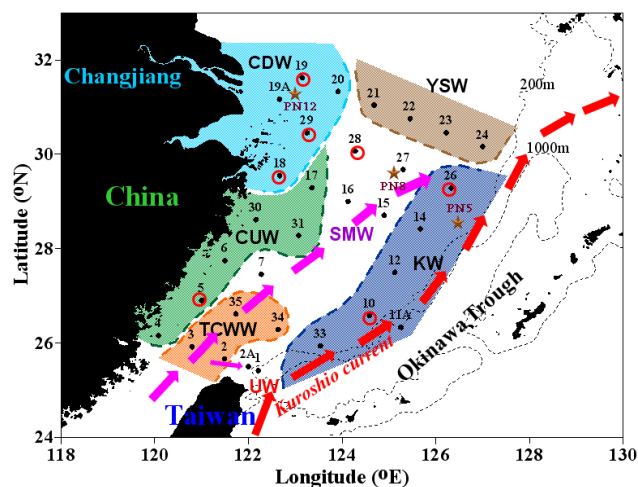 32
30
28
26
24
Latitude (ºN)
118
120
122
124
126
128
130
Longitude (ºE)
Changjiang
China
Taiwan
CDW
19
19A
PN12
20
29
18
YSW
21
22
23
24
200m
1000m
28
27
PN8
26
PN5
17
30
31
CUW
16
15
SMW
14
KW
12
6
7
5
4
3
TCWW
35
34
2
2A
1
UW
10
11A
33
Kuroshio current
Okinawa Trough